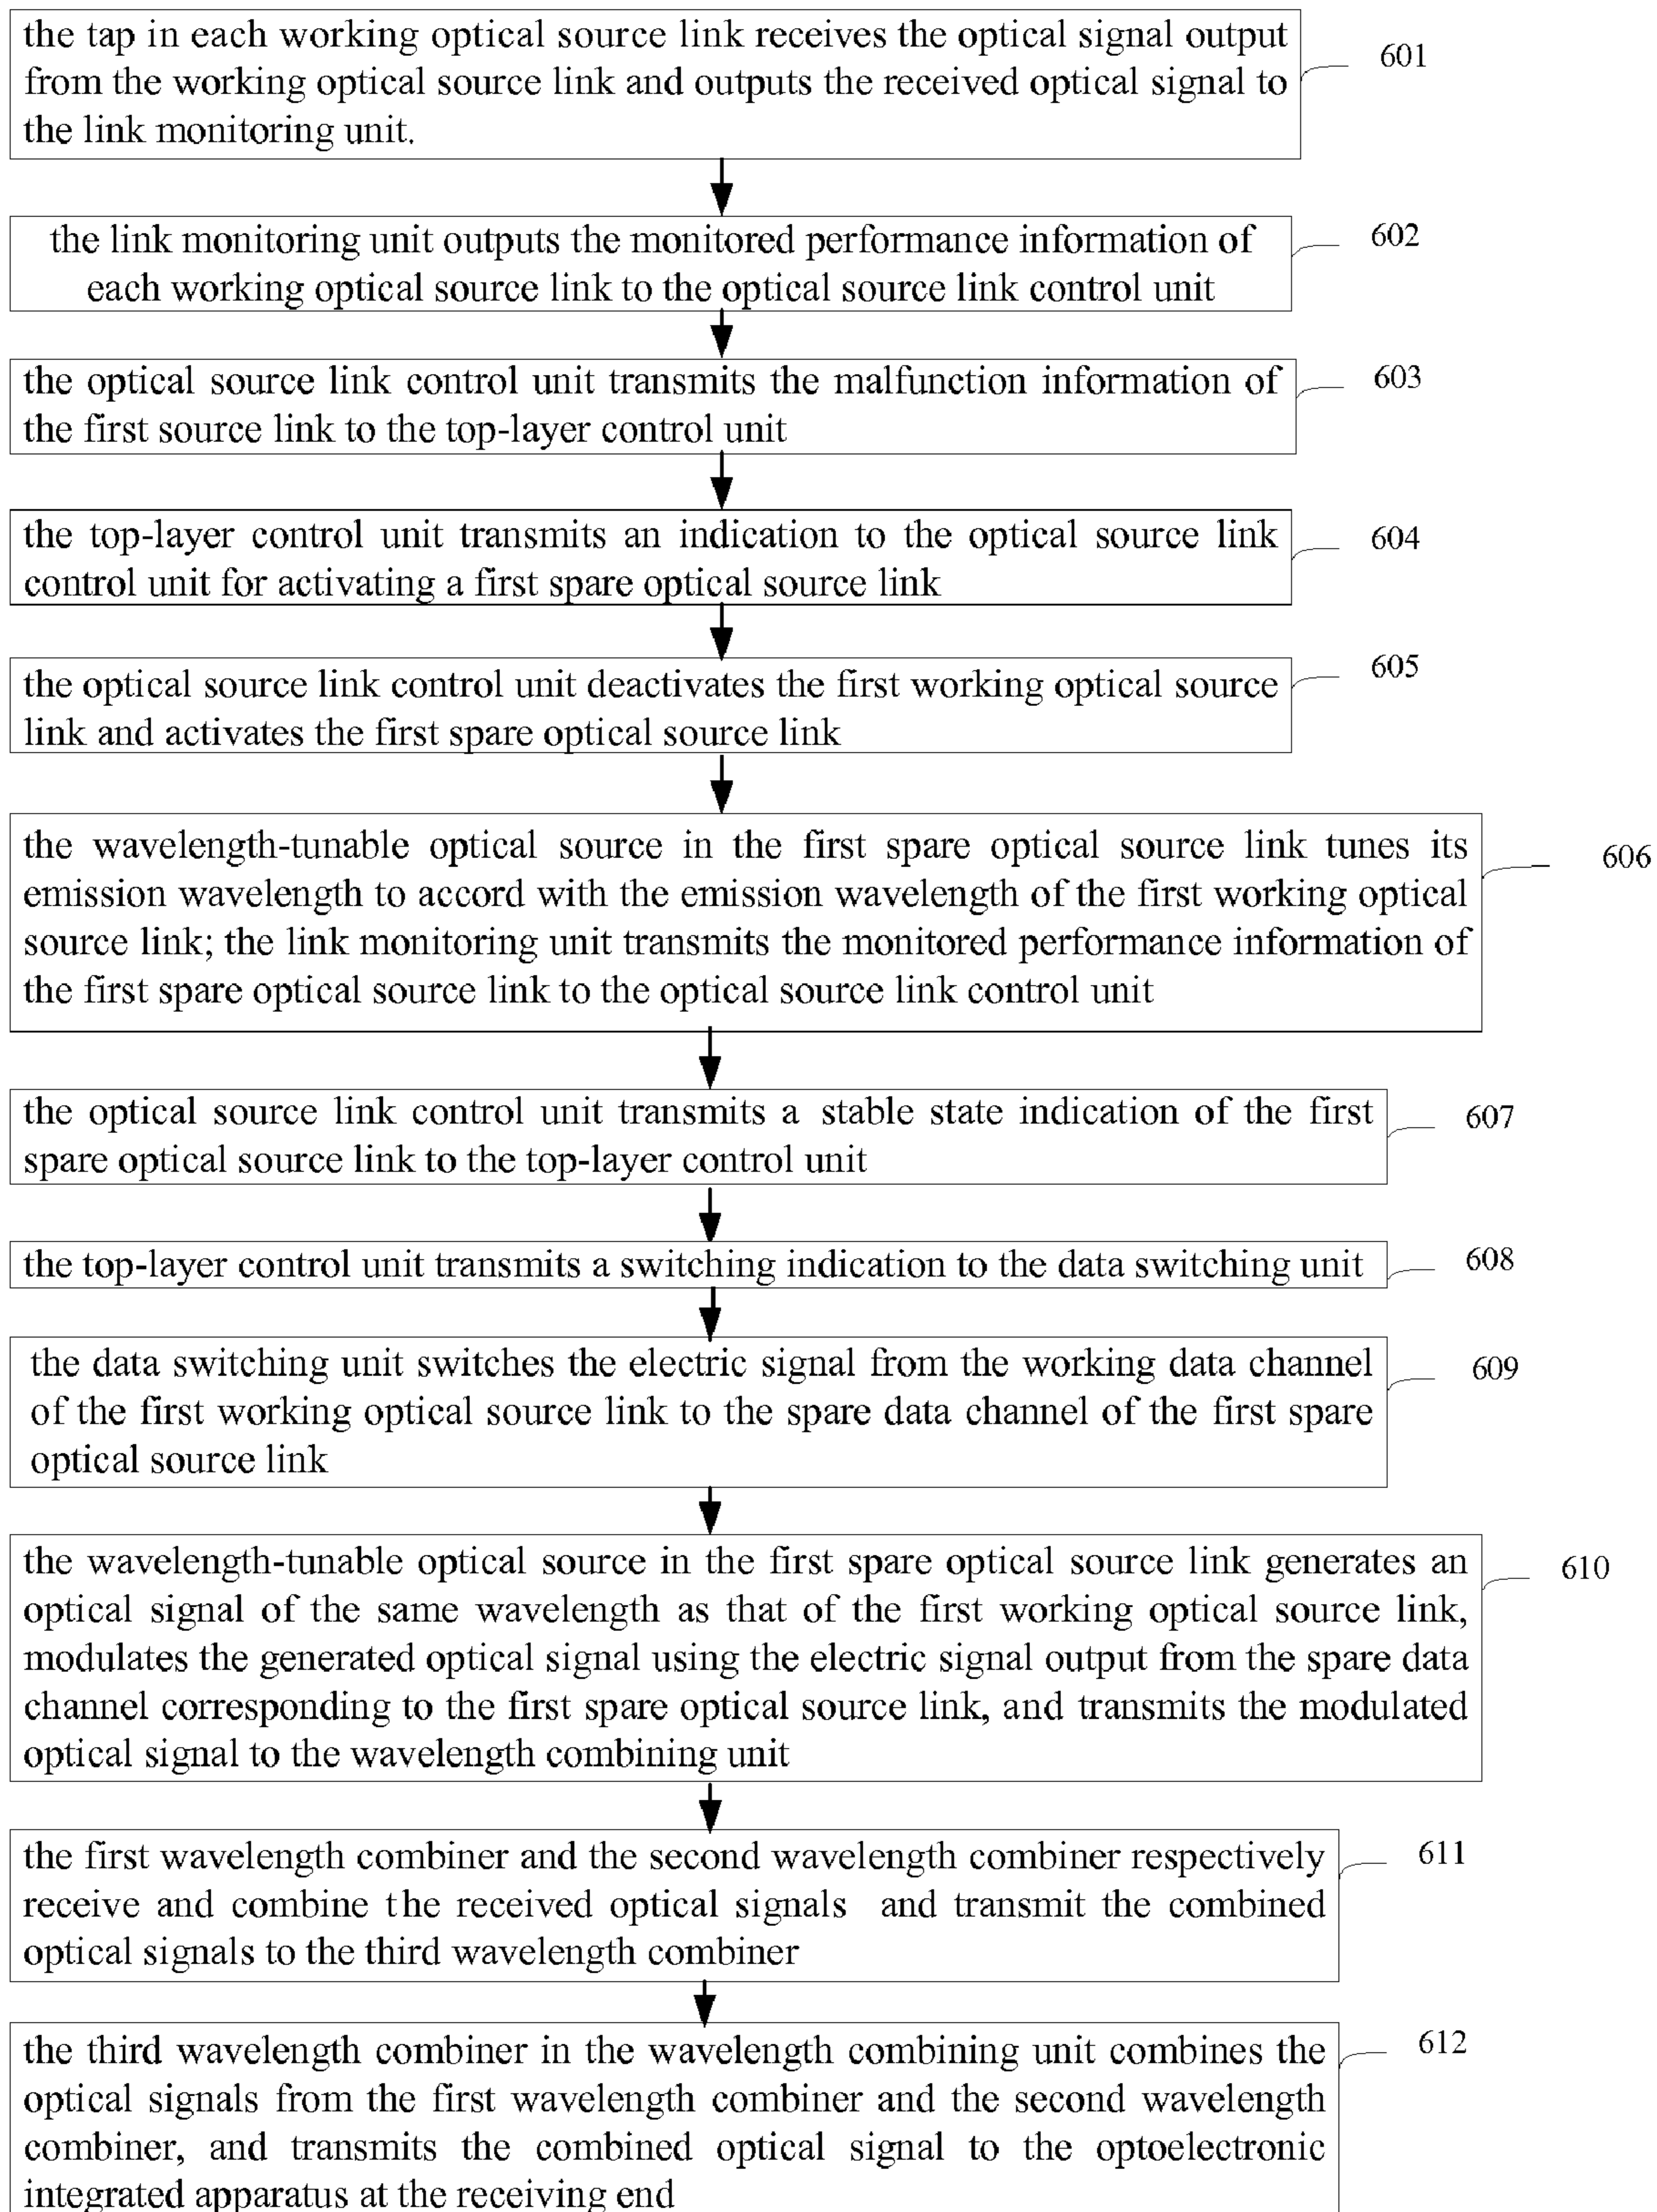 the tap in each working optical source link receives the optical signal output
from the working optical source link and outputs the received optical signal to
the link monitoring unit.
601
the link monitoring unit outputs the monitored performance information of
each working optical source link to the optical source link control unit
602
the optical source link control unit transmits the malfunction information of
the first source link to the top-layer control unit
603
the top-layer control unit transmits an indication to the optical source link
control unit for activating a first spare optical source link
604
the optical source link control unit deactivates the first working optical source
link and activates the first spare optical source link
605
the wavelength-tunable optical source in the first spare optical source link tunes its
emission wavelength to accord with the emission wavelength of the first working optical
source link; the link monitoring unit transmits the monitored performance information of
the first spare optical source link to the optical source link control unit
606
the optical source link control unit transmits a stable state indication of the first
spare optical source link to the top-layer control unit
607
the top-layer control unit transmits a switching indication to the data switching unit
608
the data switching unit switches the electric signal from the working data channel
of the first working optical source link to the spare data channel of the first spare
optical source link
609
the wavelength-tunable optical source in the first spare optical source link generates an
optical signal of the same wavelength as that of the first working optical source link,
modulates the generated optical signal using the electric signal output from the spare data
channel corresponding to the first spare optical source link, and transmits the modulated
optical signal to the wavelength combining unit
610
the first wavelength combiner and the second wavelength combiner respectively
receive and combine the received optical signals and transmit the combined
optical signals to the third wavelength combiner
611
the third wavelength combiner in the wavelength combining unit combines the
optical signals from the first wavelength combiner and the second wavelength
combiner, and transmits the combined optical signal to the optoelectronic
integrated apparatus at the receiving end
612